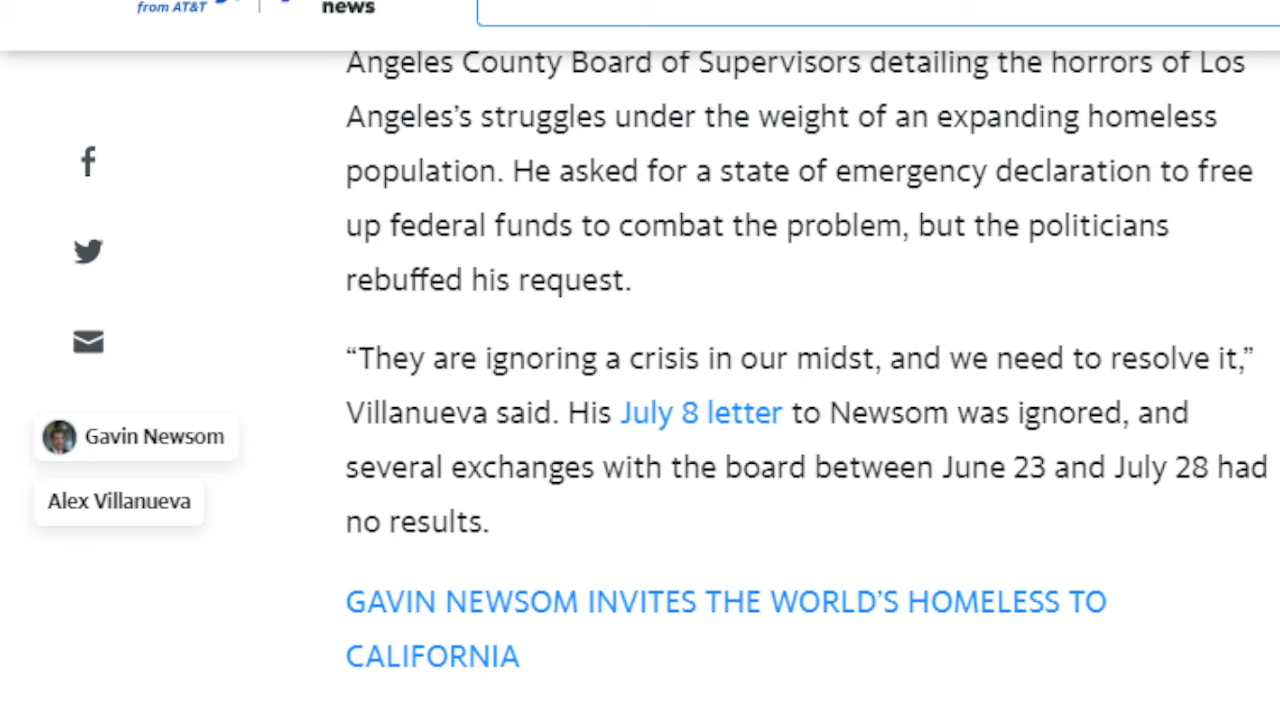 from AT&T
news
Angeles County Board of Supervisors detailing the horrors of Los
Angeles’s struggles under the weight of an expanding homeless
population. He asked for a state of emergency declaration to free
up federal funds to combat the problem, but the politicians
rebuffed his request.
“They are ignoring a crisis in our midst, and we need to resolve it,”
Villanueva said. His July 8 letter to Newsom was ignored, and
several exchanges with the board between June 23 and July 28 had
no results.
GAVIN NEWSOM INVITES THE WORLD’S HOMELESS TO
CALIFORNIA
Gavin Newsom
Alex Villanueva